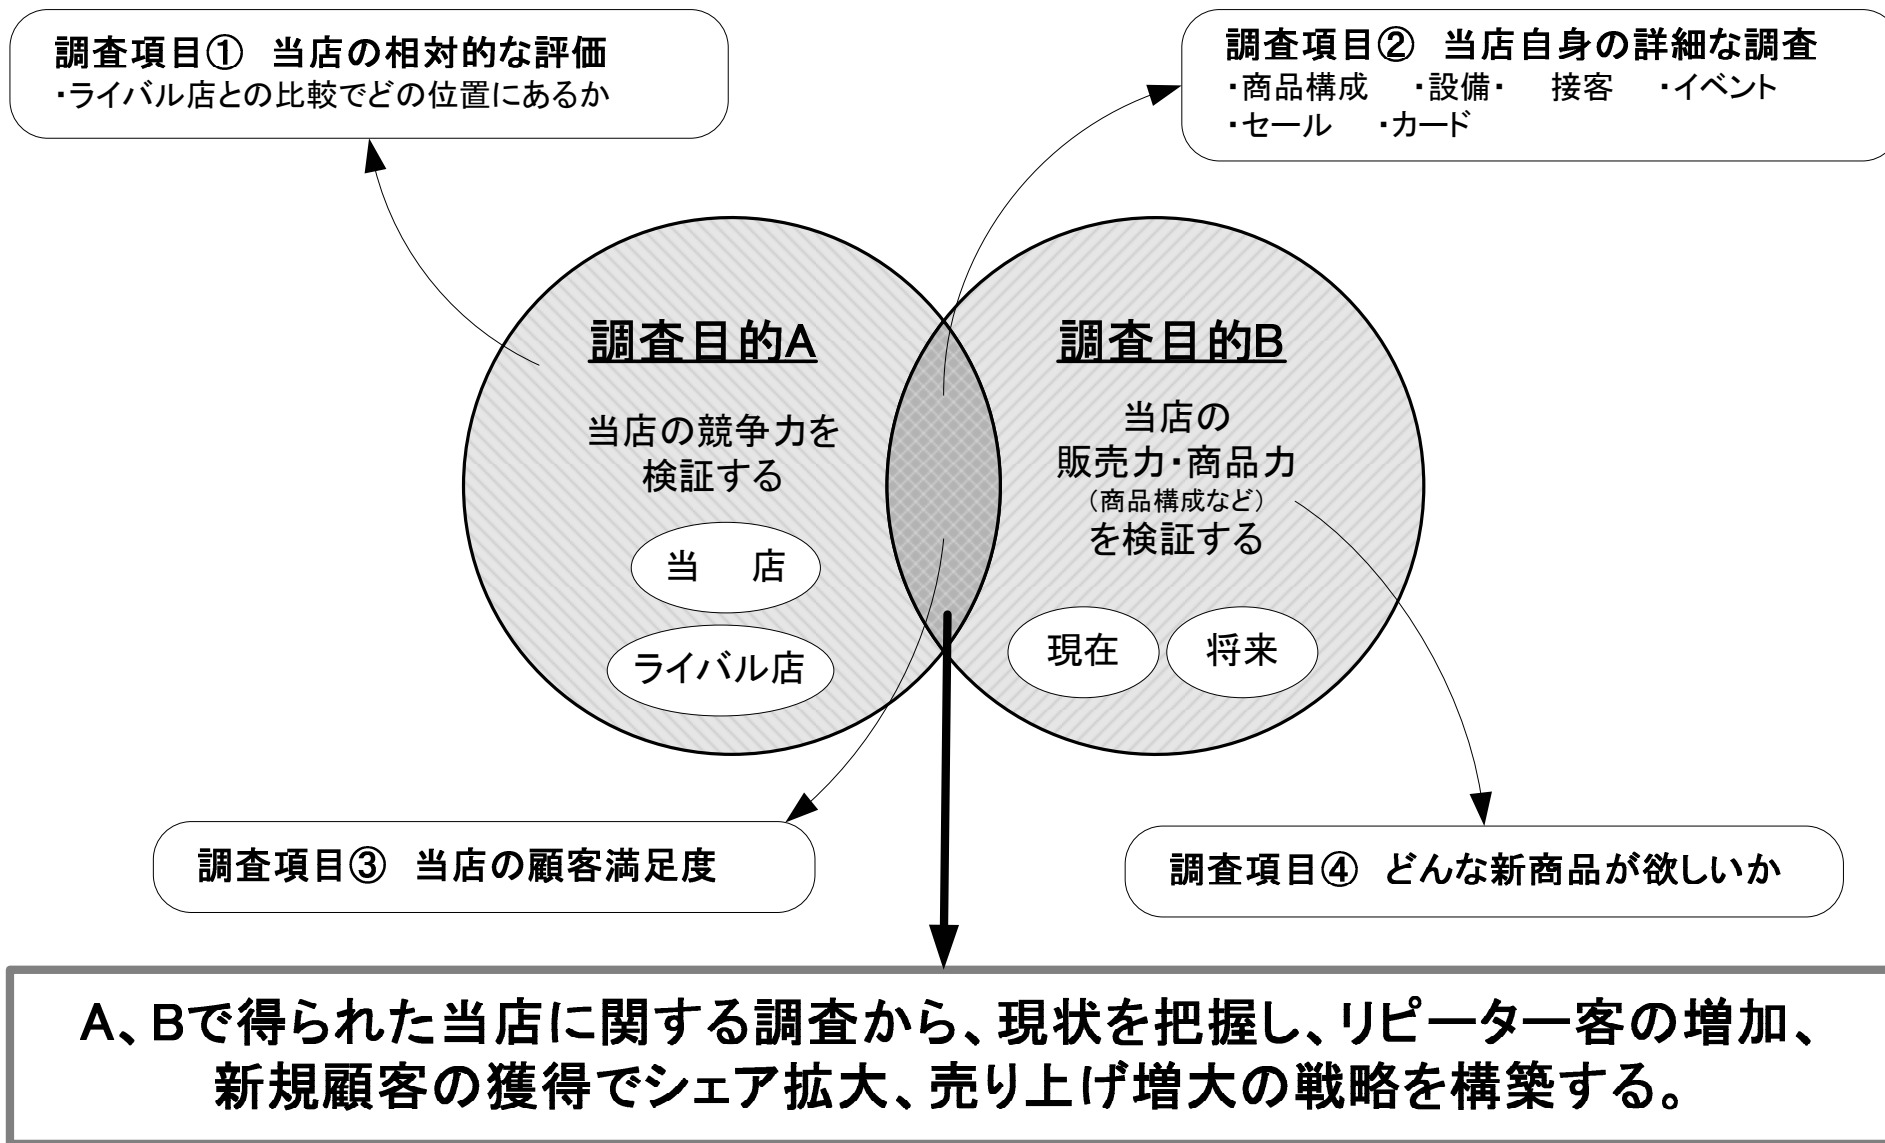 調査項目① 当店の相対的な評価
・ライバル店との比較でどの位置にあるか
調査項目② 当店自身の詳細な調査
・商品構成 ・設備・ 接客 ・イベント
・セール ・カード
調査目的A
当店の競争力を
検証する
当 店
ライバル店
調査目的B
当店の
販売力・商品力
（商品構成など）
を検証する
現在
将来
調査項目③ 当店の顧客満足度
調査項目④ どんな新商品が欲しいか
A、Bで得られた当店に関する調査から、現状を把握し、リピーター客の増加、
新規顧客の獲得でシェア拡大、売り上げ増大の戦略を構築する。